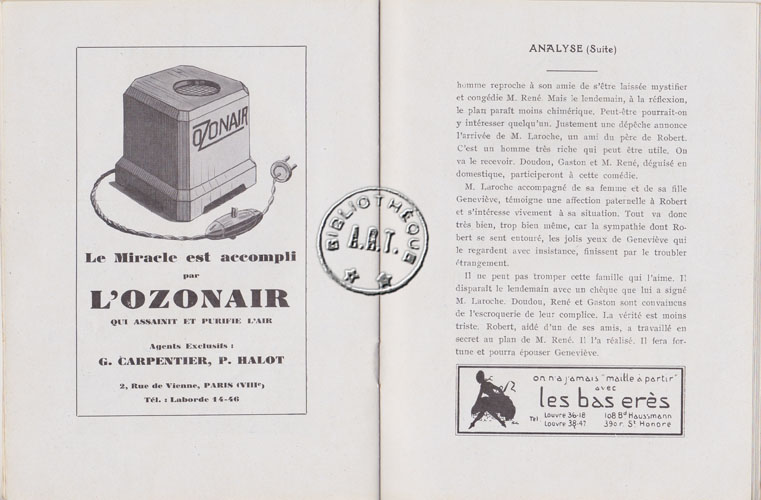 OZONAIR
Le Miracle est accompli
par
L'OZONAIR
QUI ASSAINIT ET PURIFIE L'AIR
Agents Exclusifs :
G. CARPENTIER, P. HALOT
2, Rue de Vienne, PARIS (VIIIe)
Tél. : Laborde 14-46
BIBLIOTHÈQUE
A.R.T.
ANALYSE (Suite)
homme reproche à son amie de s'être laissée mystifier
et congédie M. René. Mais le lendemain, à la réflexion,
le plan paraît moins chimérique. Peut-être pourrait-on
y intéresser quelqu'un. Justement une dépêche annonce
l'arrivée de M. Laroche, un ami du père de Robert.
C'est un homme très riche qui peut être utile. On
va le recevoir. Doudou, Gaston et M. René, déguisé en
domestique, participeront à cette comédie.
M. Laroche accompagné de sa femme et de sa fille
Geneviève, témoigne une affection paternelle à Robert
et s'intéresse vivement à sa situation. Tout va donc
très bien, trop bien même, car la sympathie dont Ro-
bert se sent entouré, les jolis yeux de Geneviève qui
le regardent avec insistance, finissent par le troubler
étrangement.
Il ne peut pas tromper cette famille qui l'aime. Il
disparaît le lendemain avec un chèque que lui a signé
M. Laroche. Doudou, René et Gaston sont convaincus
de l'escroquerie de leur complice. La vérité est moins
triste. Robert, aidé d'un de ses amis, a travaillé en
secret au plan de M. René. Il l'a réalisé. Il fera for-
tune et pourra épouser Geneviève.
on n'a jamais "maille à partir"
avec
les bas erès
Tél. Louvre 36-18 108 Bd Haussmann
Louvre 38-47 390 r. St Honoré